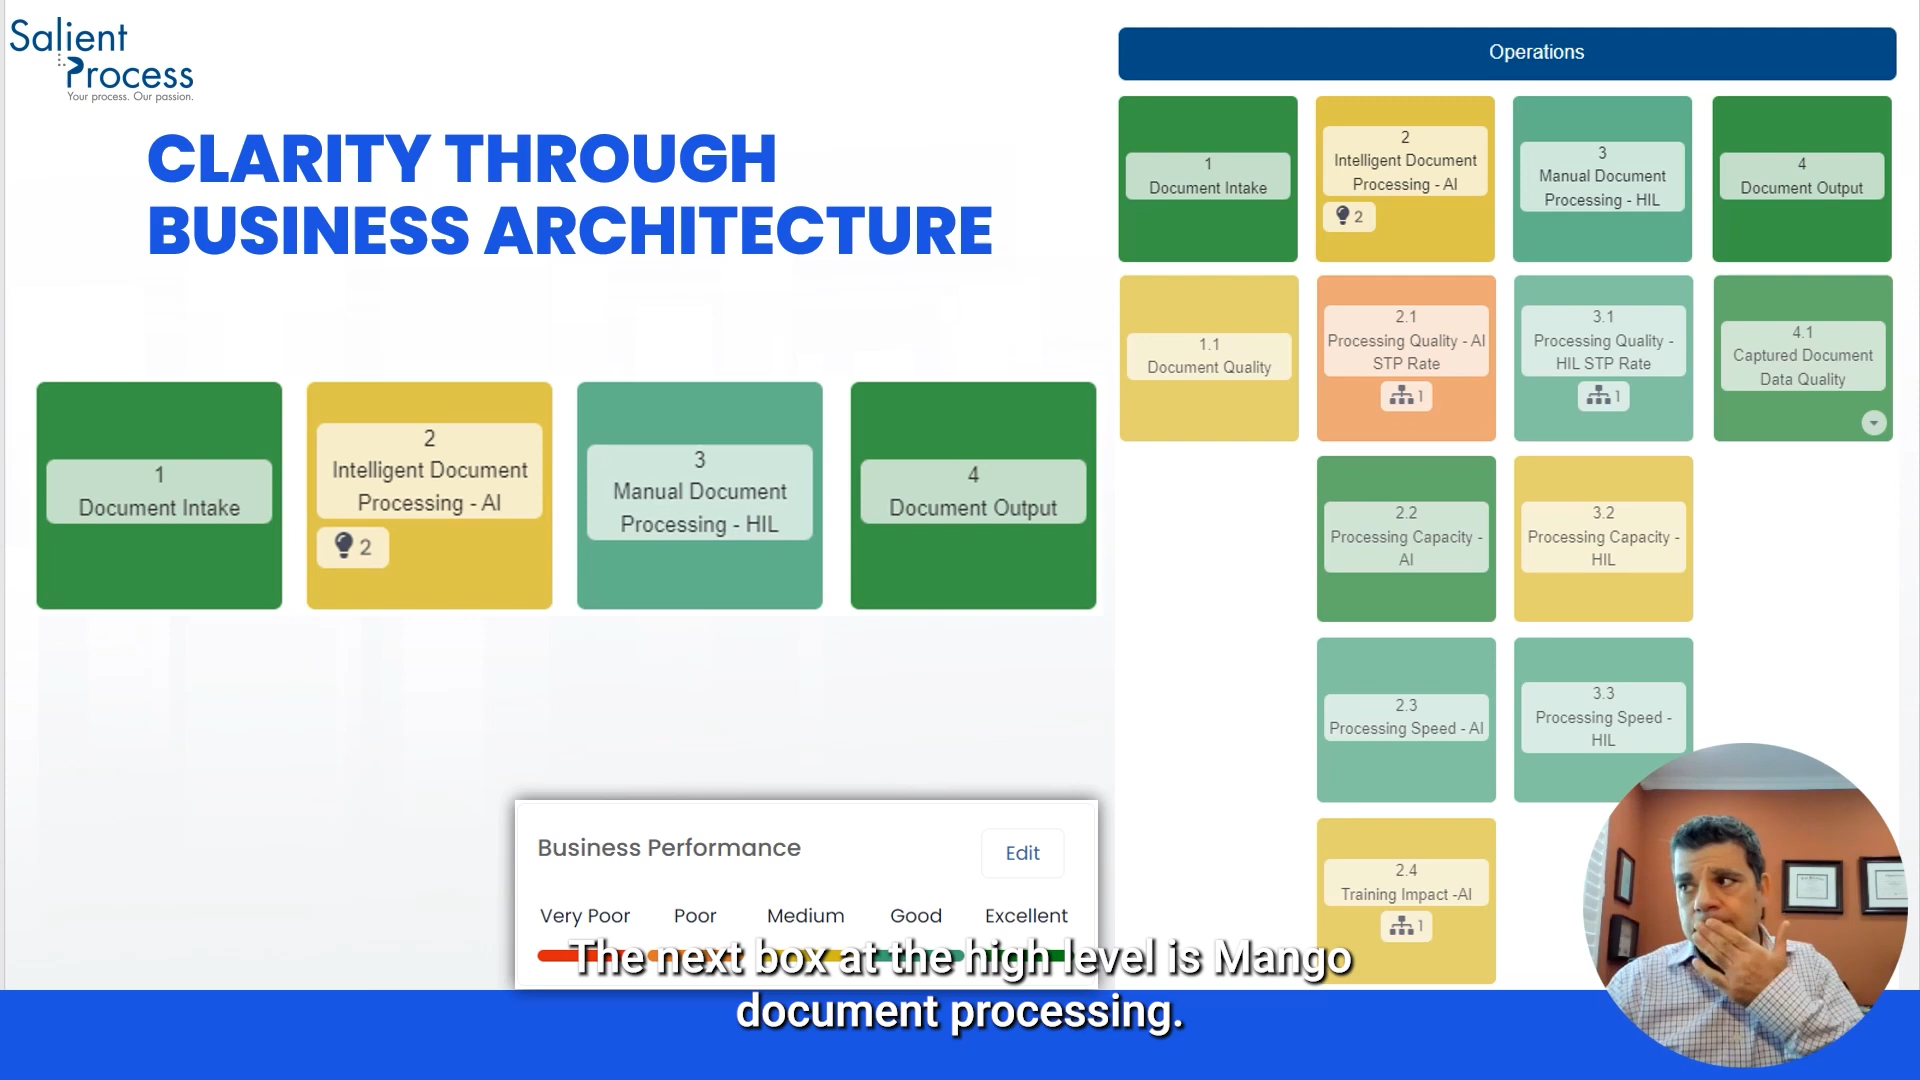 Salient
Process
Your process. Our passion.
CLARITY THROUGH
BUSINESS ARCHITECTURE
1
Document Intake
2
Intelligent Document
Processing - AI
2
3
Manual Document
Processing - HIL
4
Document Output
Operations
1
Document Intake
2
Intelligent Document
Processing - AI
2
3
Manual Document
Processing - HIL
4
Document Output
1.1
Document Quality
2.1
Processing Quality - AI
STP Rate
1
3.1
Processing Quality -
HIL STP Rate
1
4.1
Captured Document
Data Quality
2.2
Processing Capacity -
AI
3.2
Processing Capacity -
HIL
2.3
Processing Speed - AI
3.3
Processing Speed -
HIL
2.4
Training Impact -AI
1
Business Performance
Edit
Very Poor Poor Medium Good Excellent
The next box at the high level is Mango
document processing.